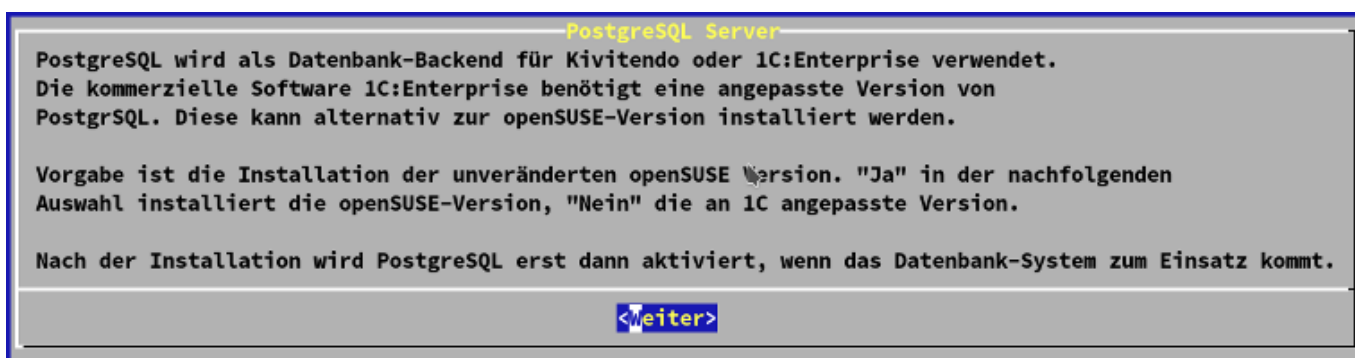 PostgreSQL Server
PostgreSQL wird als Datenbank-Backend für Kivitendo oder 1C:Enterprise verwendet.
Die kommerzielle Software 1C:Enterprise benötigt eine angepasste Version von
PostgrSQL. Diese kann alternativ zur openSUSE-Version installiert werden.
Vorgabe ist die Installation der unveränderten openSUSE Version. "Ja" in der nachfolgenden
Auswahl installiert die openSUSE-Version, "Nein" die an 1C angepasste Version.
Nach der Installation wird PostgreSQL erst dann aktiviert, wenn das Datenbank-System zum Einsatz kommt.
<Weiter>